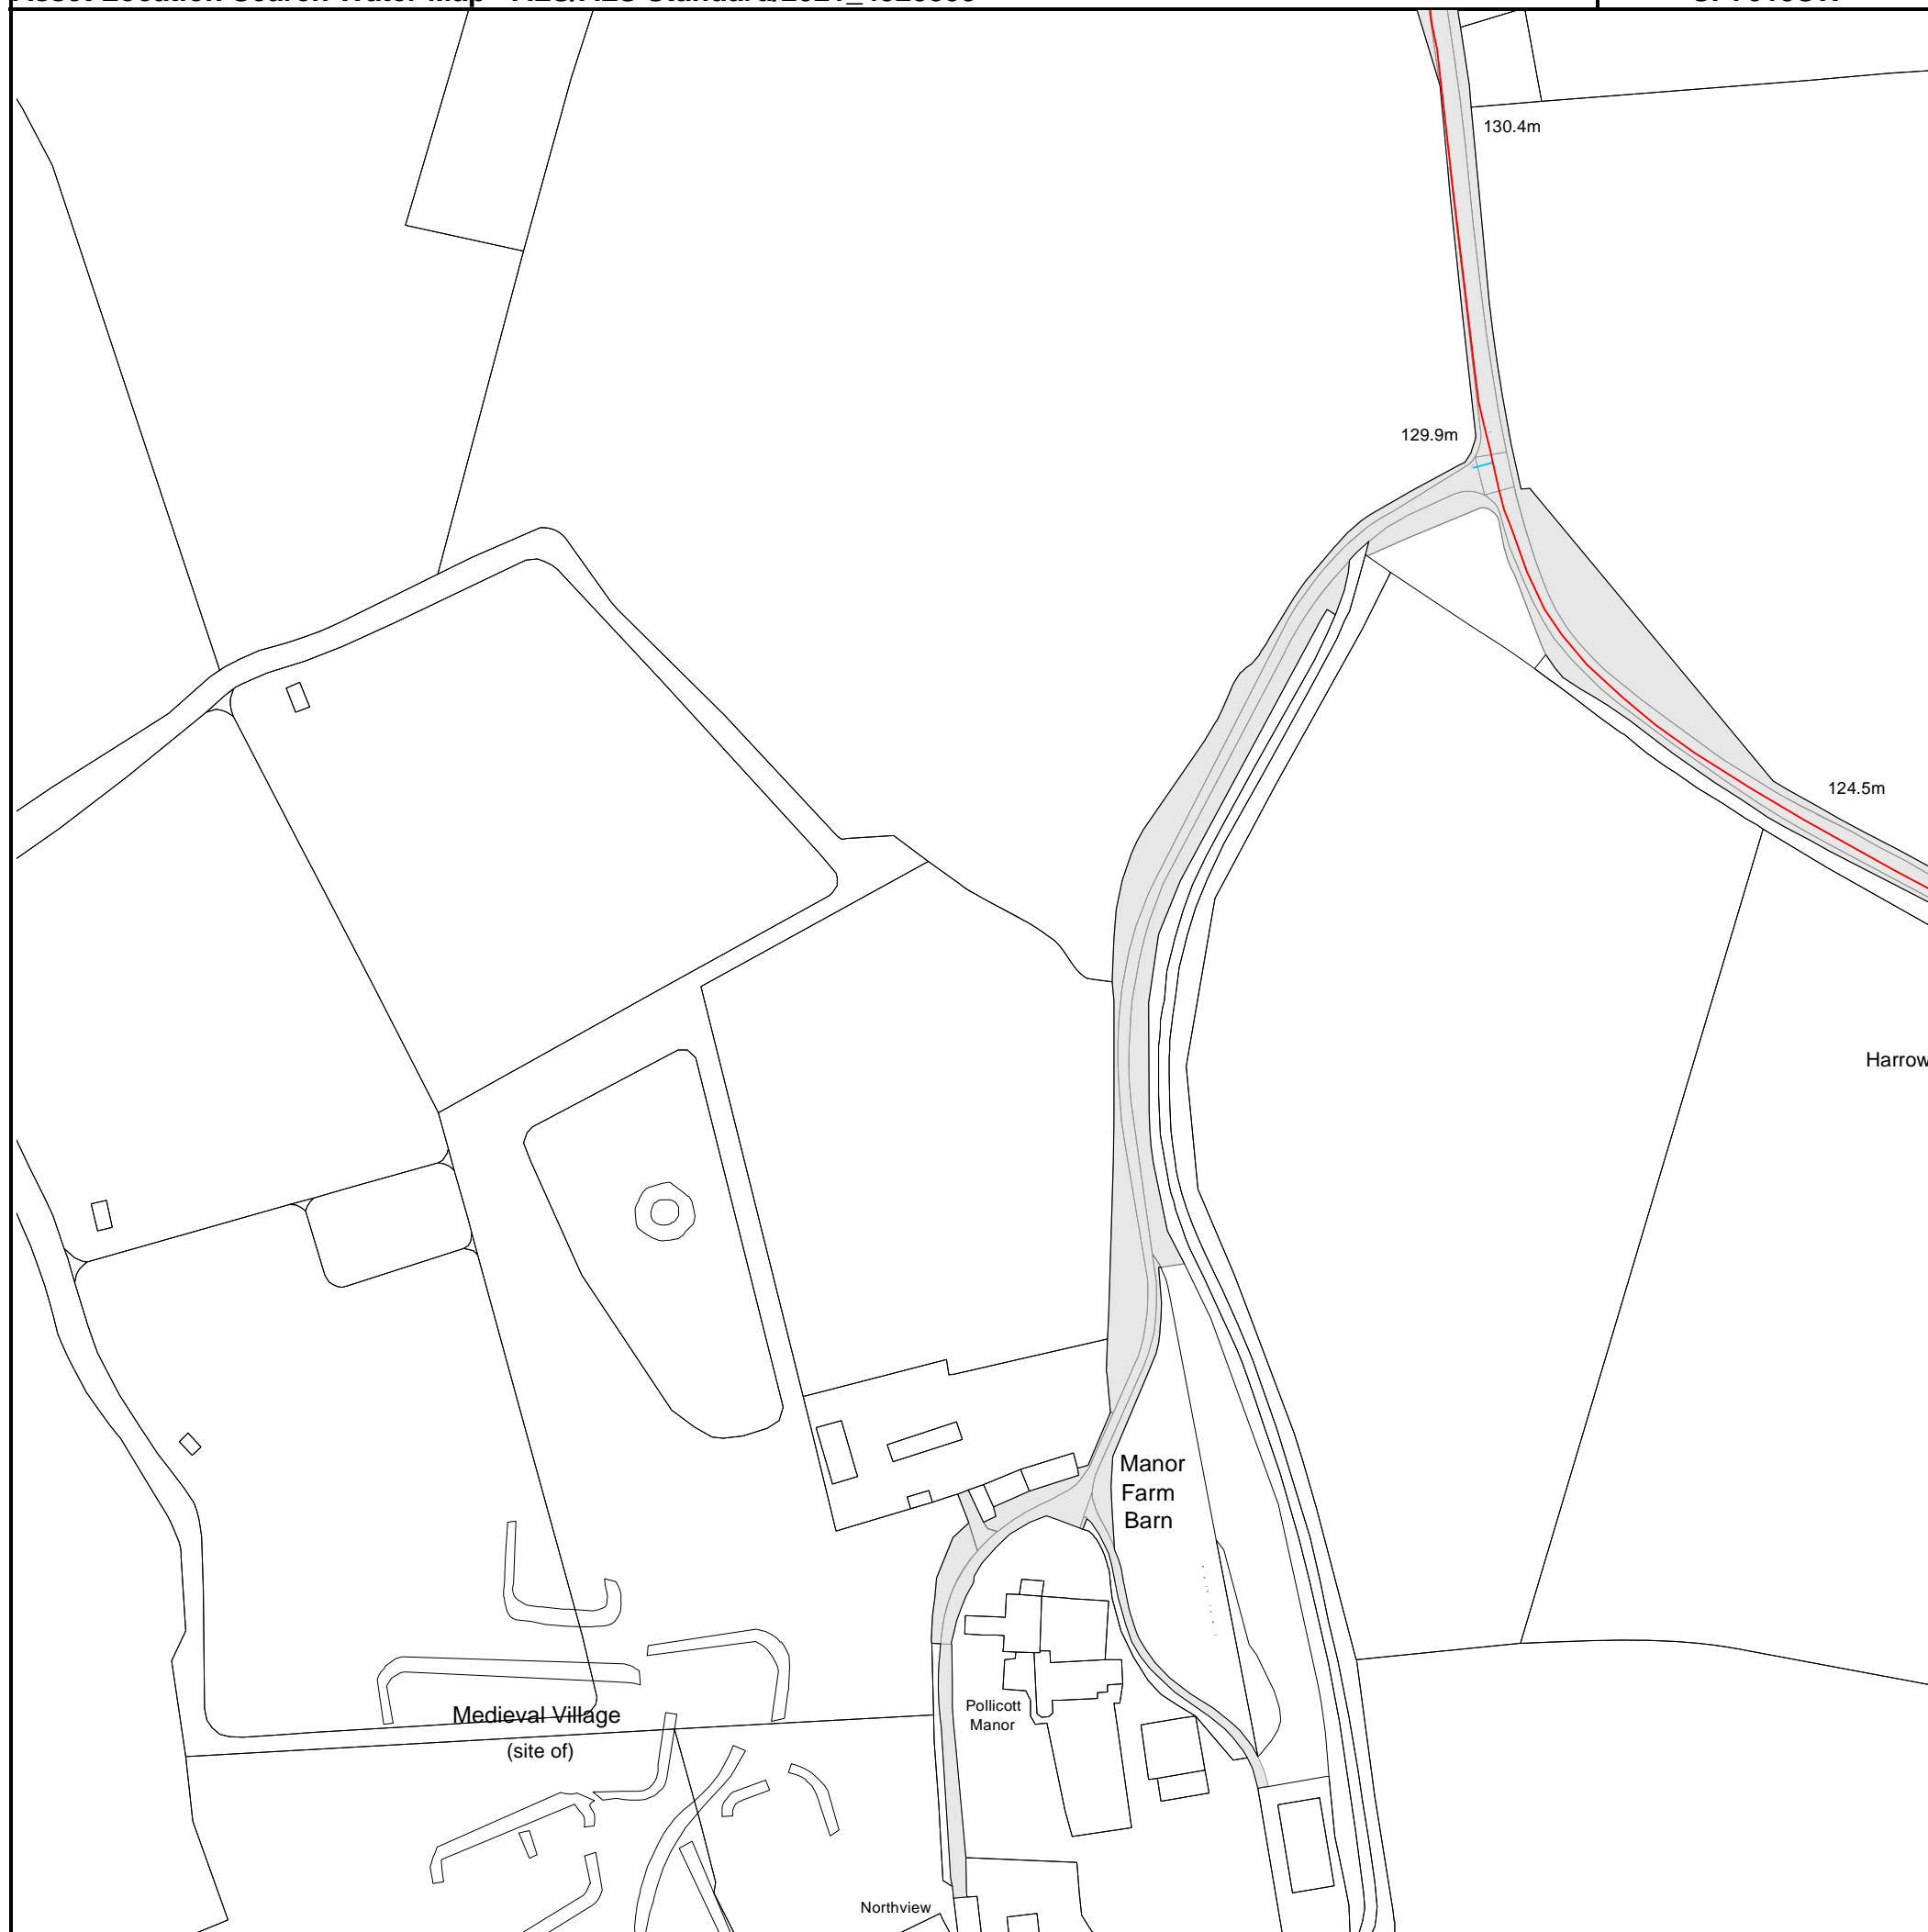 130.4m
129.9m
124.5m
Harrow
Manor
Farm
Barn
Pollicott
Manor
Medieval Village
(site of)
Northview